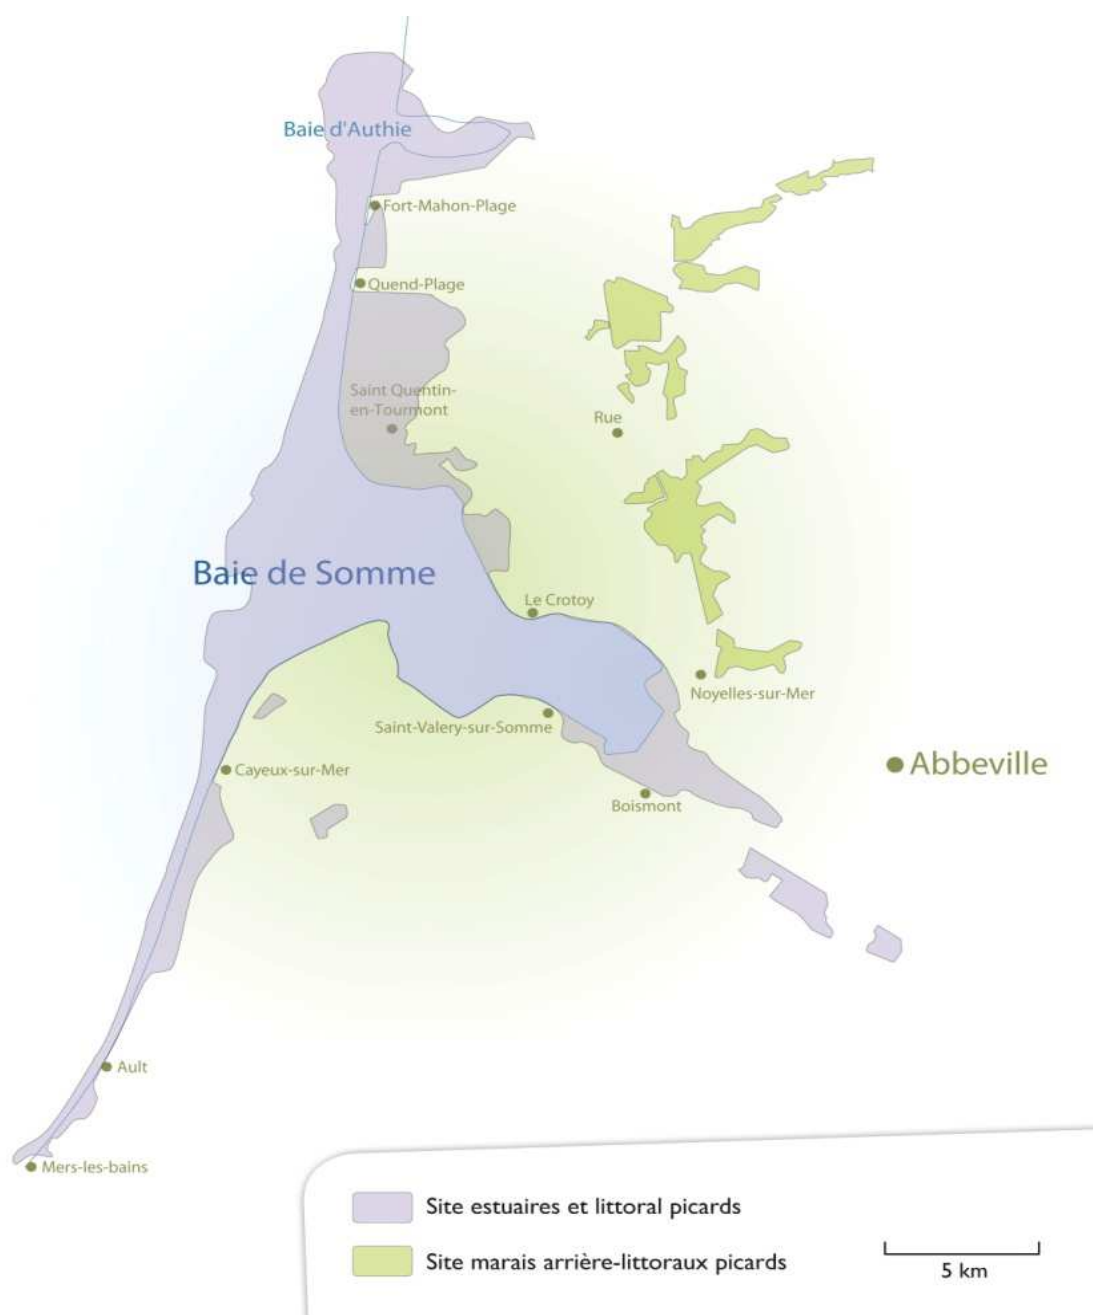 Baie d'Authie
Fort-Mahon-Plage
Quend-Plage
Saint Quentin-
en-Tourmont
Rue
Baie de Somme
Le Crotoy
Noyelles-sur-Mer
Saint-Valery-sur-Somme
Cayeux-sur-Mer
Abbeville
Boismont
Ault
Mers-les-bains
Site estuaires et littoral picards
Site marais arrière-littoraux picards
5 km